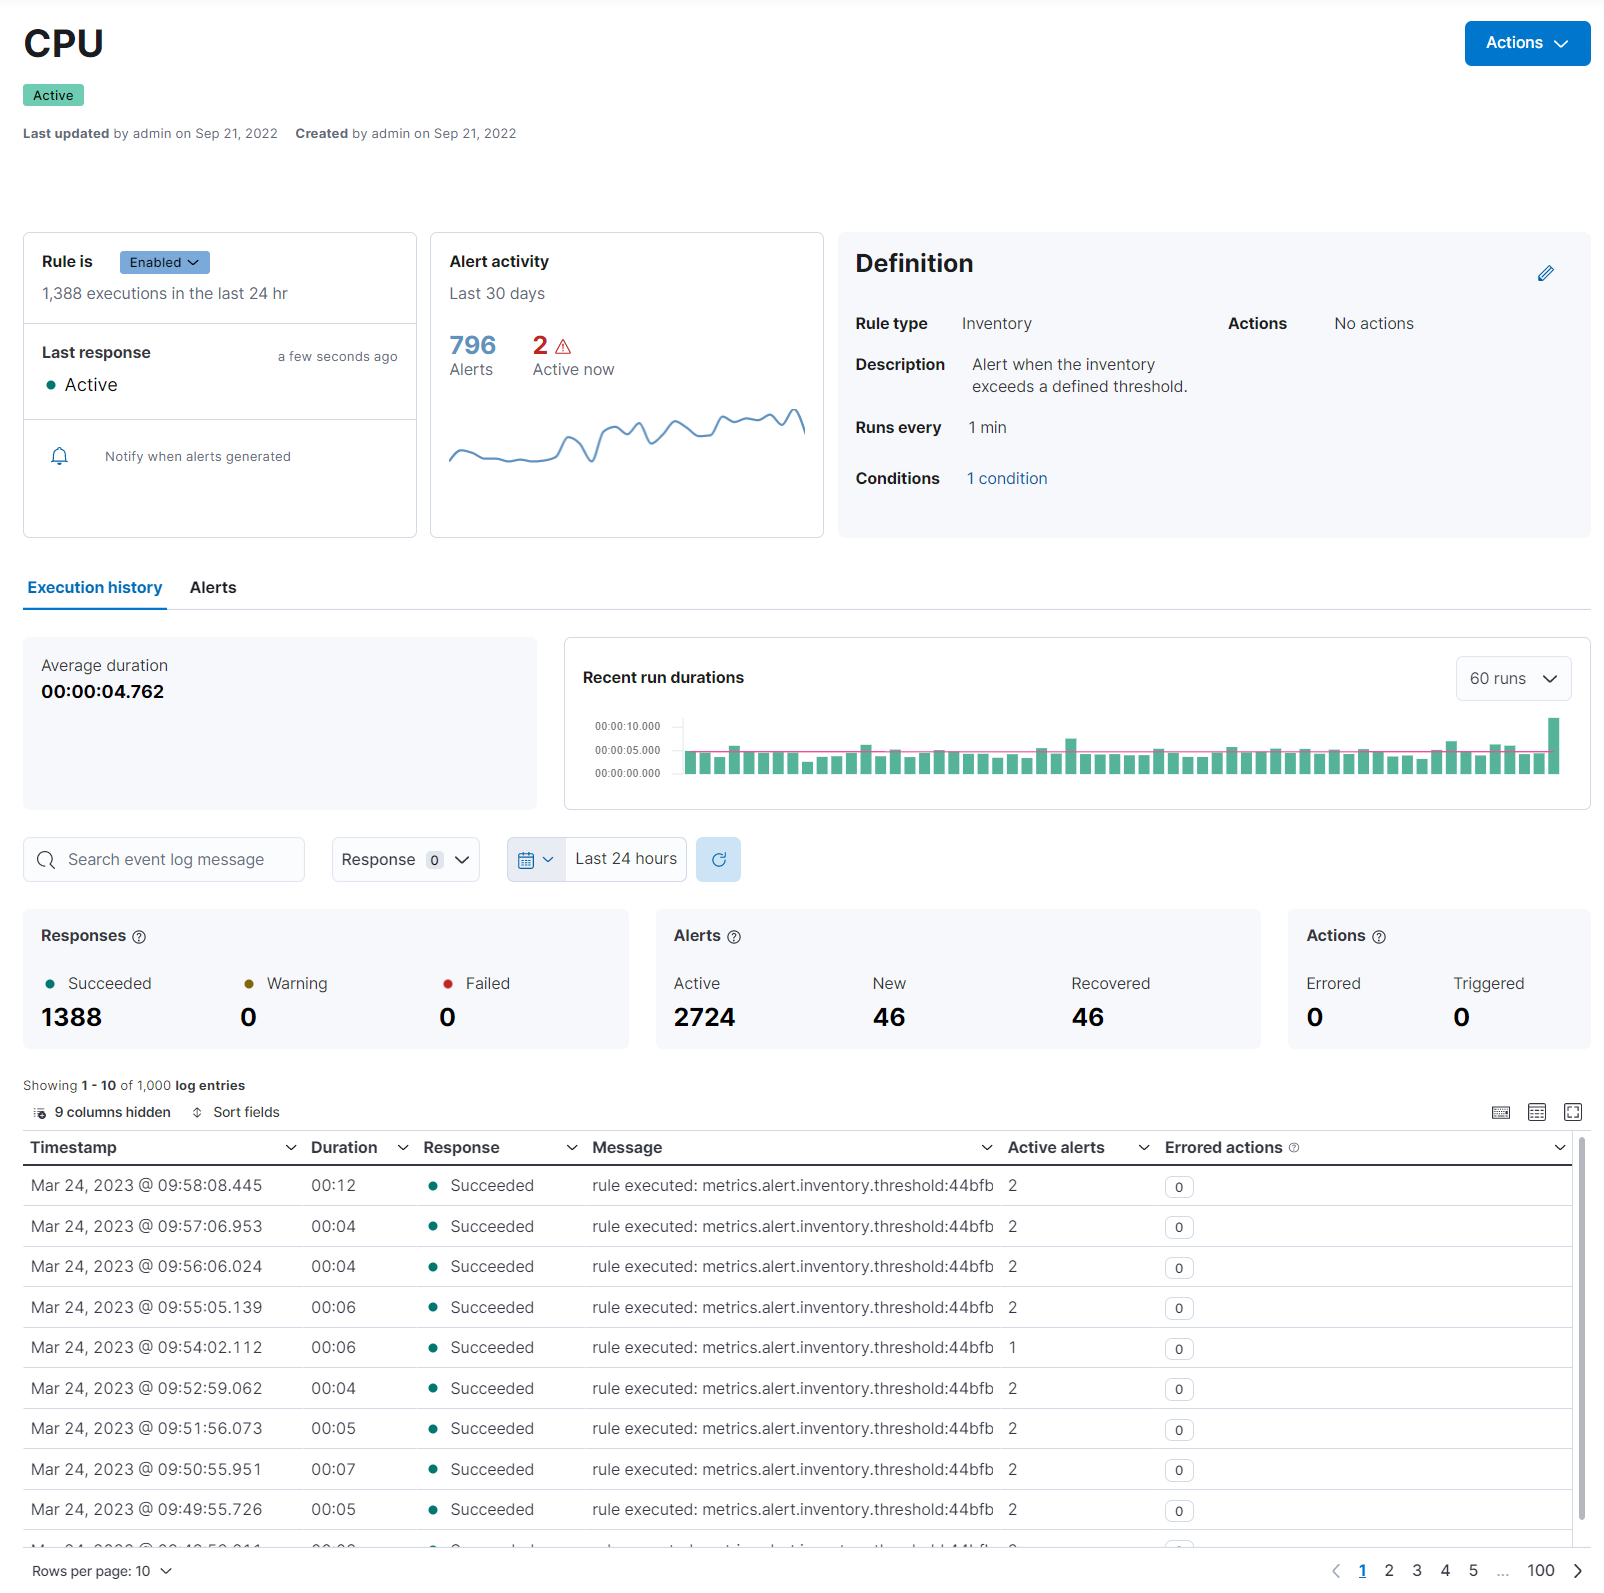 CPU
Actions
Active
Last updated by admin on Sep 21, 2022 Created by admin on Sep 21, 2022
Rule is Enabled
1,388 executions in the last 24 hr
Last response a few seconds ago
Active
Notify when alerts generated
Alert activity
Last 30 days
796 2
Alerts Active now
Definition
Rule type Inventory Actions No actions
Description Alert when the inventory
exceeds a defined threshold.
Runs every 1 min
Conditions 1 condition
Execution history Alerts
Average duration
00:00:04.762
Recent run durations 60 runs
00:00:10.000
00:00:05.000
00:00:00.000
Search event log message Response 0 Last 24 hours
Responses
Succeeded Warning Failed
1388 0 0
Alerts
Active New Recovered
2724 46 46
Actions
Errored Triggered
0 0
Showing 1 - 10 of 1,000 log entries
9 columns hidden Sort fields
Timestamp Duration Response Message Active alerts Errored actions
Mar 24, 2023 @ 09:58:08.445 00:12 Succeeded rule executed: metrics.alert.inventory.threshold:44bfb 2 0
Mar 24, 2023 @ 09:57:06.953 00:04 Succeeded rule executed: metrics.alert.inventory.threshold:44bfb 2 0
Mar 24, 2023 @ 09:56:06.024 00:04 Succeeded rule executed: metrics.alert.inventory.threshold:44bfb 2 0
Mar 24, 2023 @ 09:55:05.139 00:06 Succeeded rule executed: metrics.alert.inventory.threshold:44bfb 2 0
Mar 24, 2023 @ 09:54:02.112 00:06 Succeeded rule executed: metrics.alert.inventory.threshold:44bfb 1 0
Mar 24, 2023 @ 09:52:59.062 00:04 Succeeded rule executed: metrics.alert.inventory.threshold:44bfb 2 0
Mar 24, 2023 @ 09:51:56.073 00:05 Succeeded rule executed: metrics.alert.inventory.threshold:44bfb 2 0
Mar 24, 2023 @ 09:50:55.951 00:07 Succeeded rule executed: metrics.alert.inventory.threshold:44bfb 2 0
Mar 24, 2023 @ 09:49:55.726 00:05 Succeeded rule executed: metrics.alert.inventory.threshold:44bfb 2 0
Rows per page: 10 1 2 3 4 5 ... 100